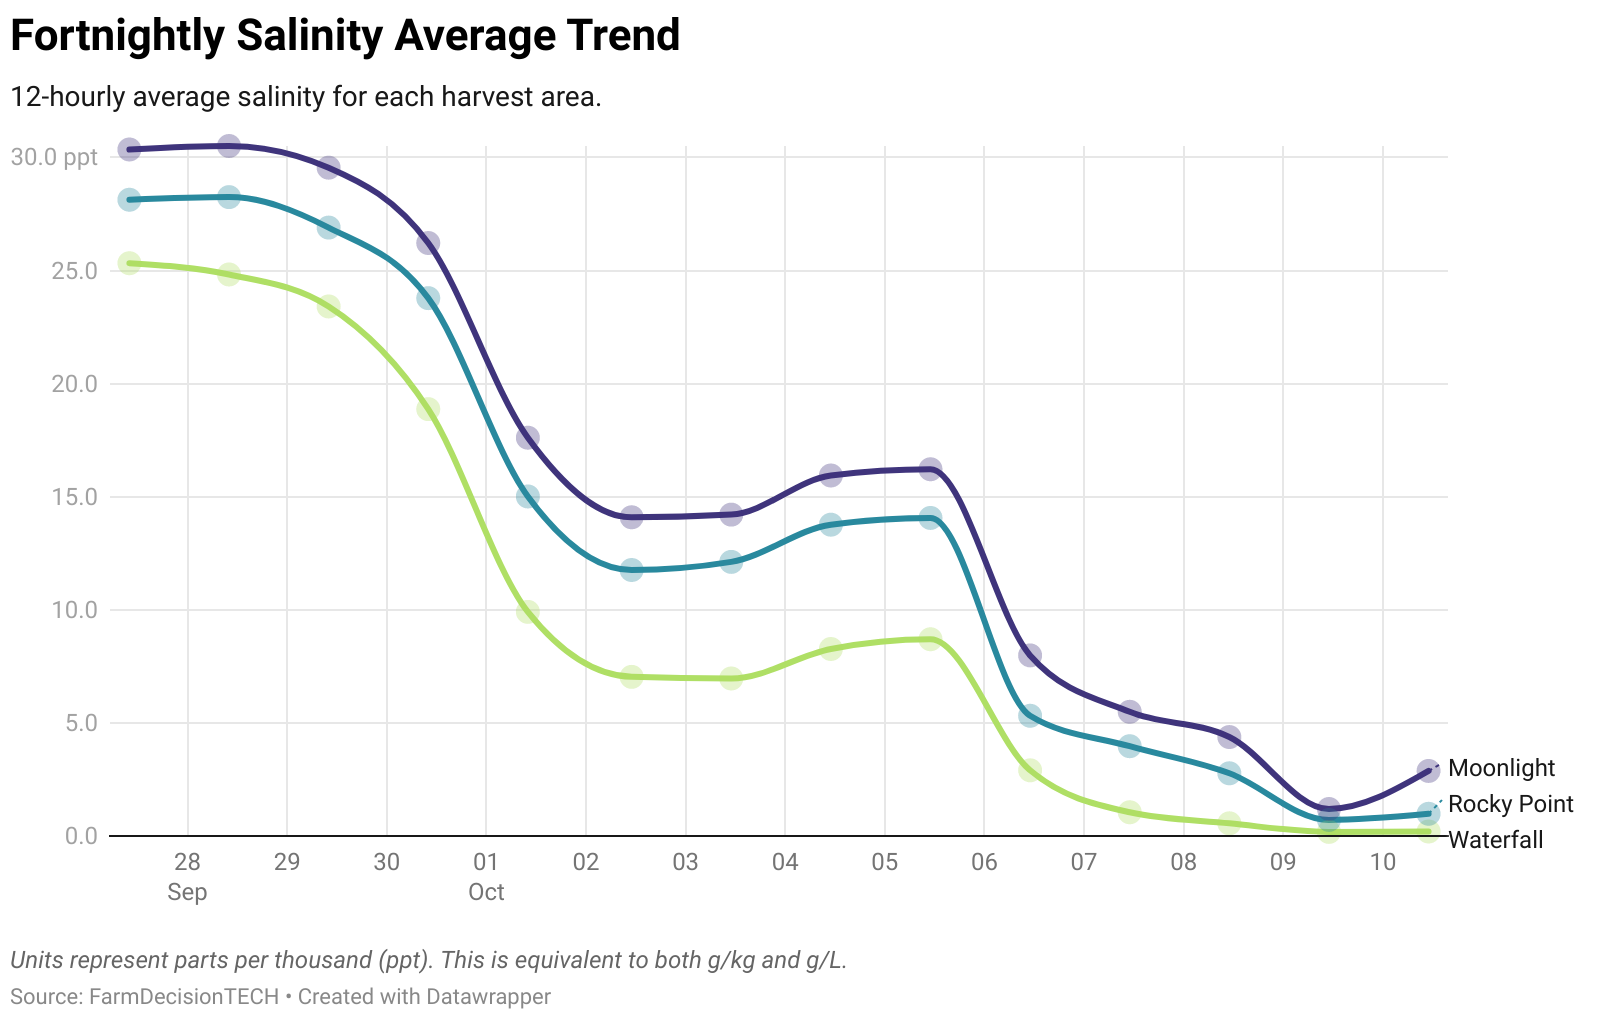 Fortnightly Salinity Average Trend
12-hourly average salinity for each harvest area.
30.0 ppt
25.0
20.0
15.0
10.0
5.0
0.0
Moonlight
Rocky Point
Waterfall
28 29 30 01 02 03 04 05 06 07 08 09 10
Sep Oct
Units represent parts per thousand (ppt). This is equivalent to both g/kg and g/L.
Source: FarmDecisionTECH • Created with Datawrapper